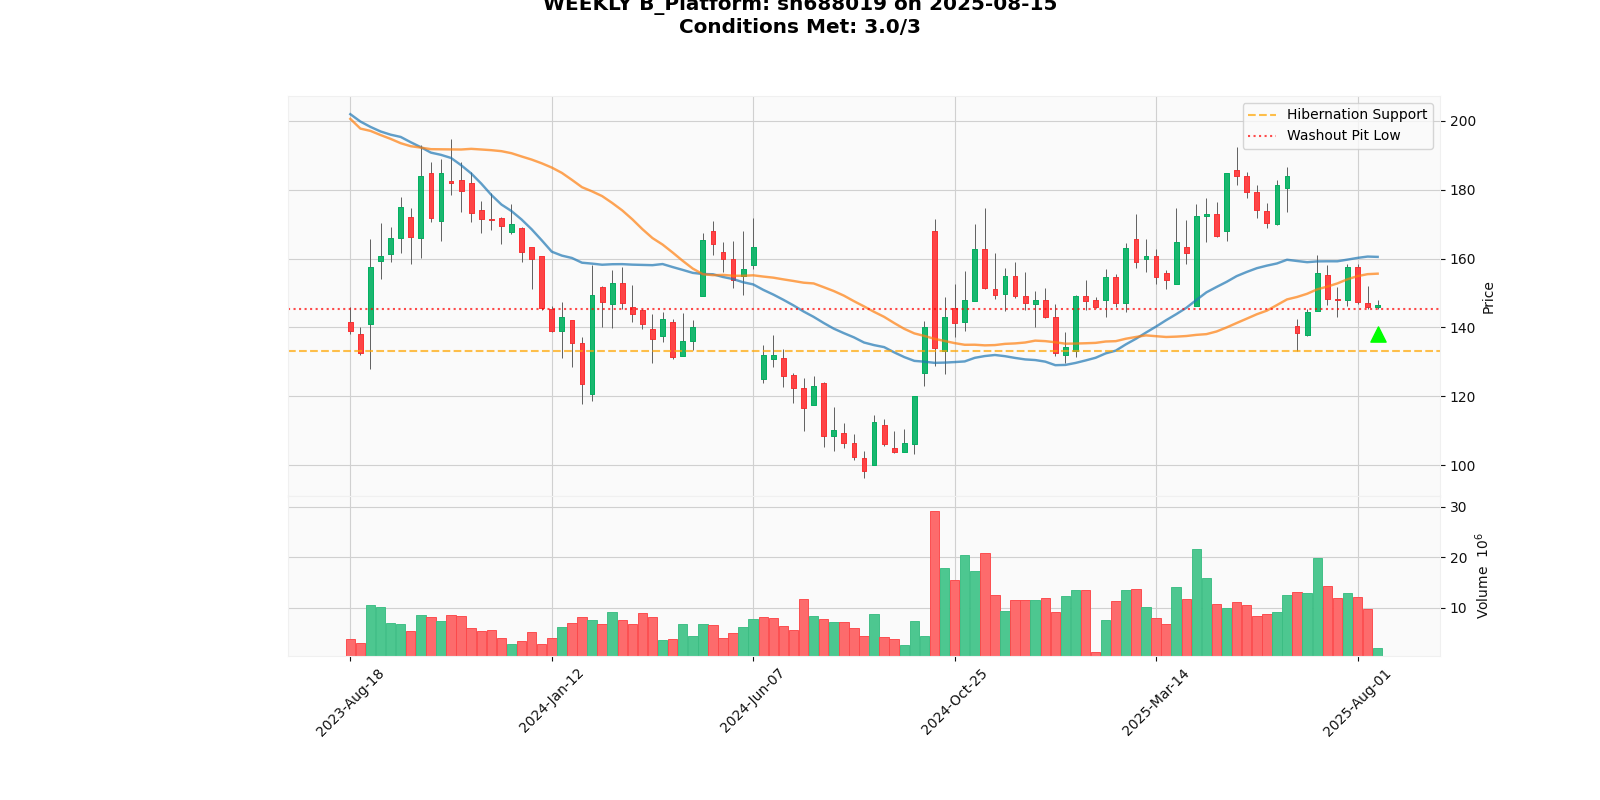 WEEKLY B_Platform: sh688019 on 2025-08-15
Conditions Met: 3.0/3
Hibernation Support
Washout Pit Low
200
180
160
140
120
100
Price
30
20
10
Volume 10^6
2023-Aug-18
2024-Jan-12
2024-Jun-07
2024-Oct-25
2025-Mar-14
2025-Aug-01